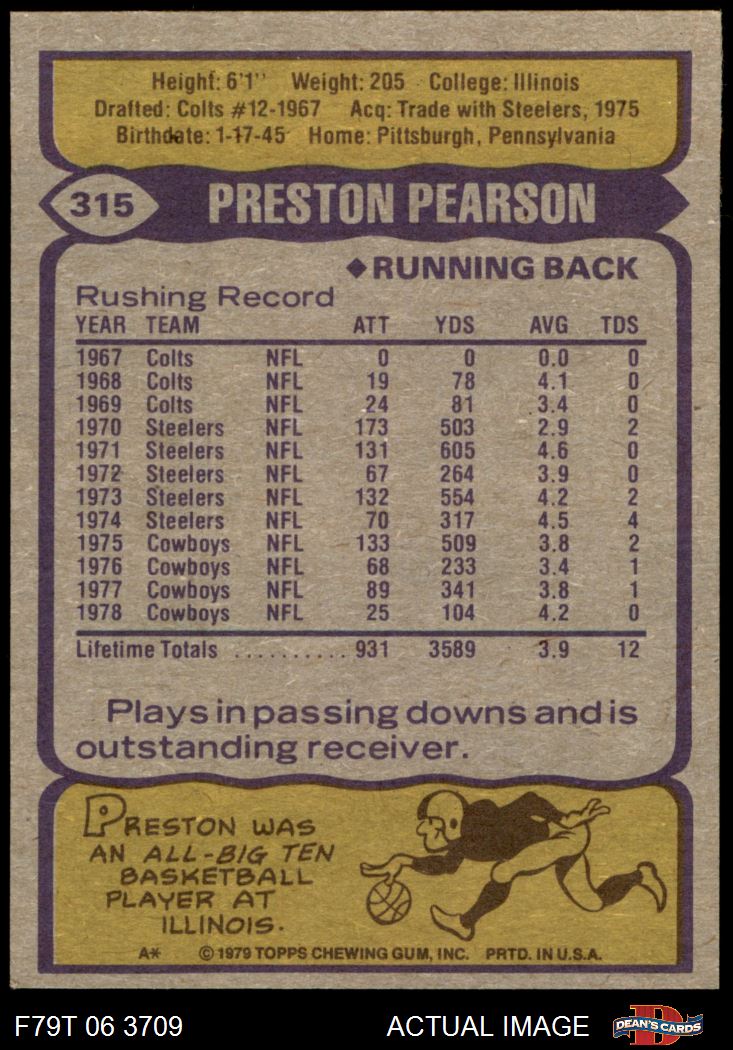 Height: 6'1" Weight: 205 College: Illinois
Drafted: Colts #12-1967 Acq: Trade with Steelers, 1975
Birthdate: 1-17-45 Home: Pittsburgh, Pennsylvania
315 PRESTON PEARSON
◆RUNNING BACK
Rushing Record
YEAR TEAM ATT YDS AVG TDS
1967 Colts NFL 0 0 0.0 0
1968 Colts NFL 19 78 4.1 0
1969 Colts NFL 24 81 3.4 0
1970 Steelers NFL 173 503 2.9 2
1971 Steelers NFL 131 605 4.6 0
1972 Steelers NFL 67 264 3.9 0
1973 Steelers NFL 132 554 4.2 2
1974 Steelers NFL 70 317 4.5 4
1975 Cowboys NFL 133 509 3.8 2
1976 Cowboys NFL 68 233 3.4 1
1977 Cowboys NFL 89 341 3.8 1
1978 Cowboys NFL 25 104 4.2 0
Lifetime Totals .......... 931 3589 3.9 12
Plays in passing downs and is
outstanding receiver.
PRESTON WAS
AN ALL-BIG TEN
BASKETBALL
PLAYER AT
ILLINOIS.
A* © 1979 TOPPS CHEWING GUM, INC. PRTD. IN U.S.A.
F79T 06 3709 ACTUAL IMAGE D DEAN'S CARDS